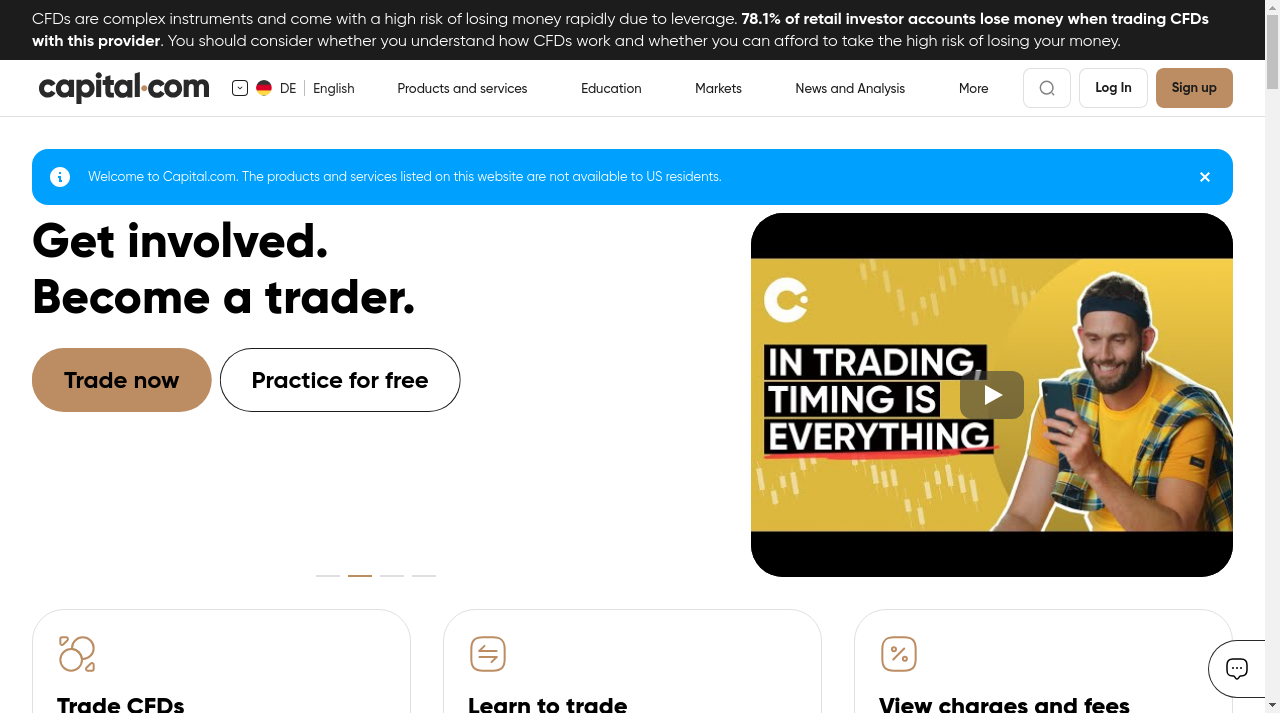 CFDs are complex instruments and come with a high risk of losing money rapidly due to leverage. 78.1% of retail investor accounts lose money when trading CFDs
with this provider. You should consider whether you understand how CFDs work and whether you can afford to take the high risk of losing your money.
capital.com
DE
English
Products and services
Education
Markets
News and Analysis
More
Log In
Sign up
Welcome to Capital.com. The products and services listed on this website are not available to US residents.
Get involved.
Become a trader.
Trade now
Practice for free
IN TRADING,
TIMING IS
EVERYTHING
Trade CFDs
Learn to trade
View charges and fees